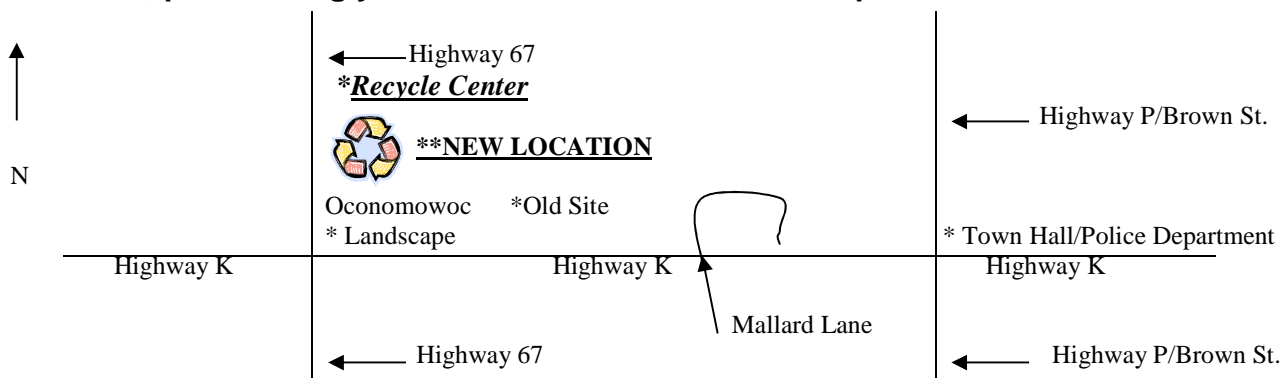 Highway 67
*Recycle Center
Highway P/Brown St.
**NEW LOCATION
N
Oconomowoc *Old Site
* Landscape * Town Hall/Police Department
Highway K Highway K Highway K
Mallard Lane
Highway 67 Highway P/Brown St.